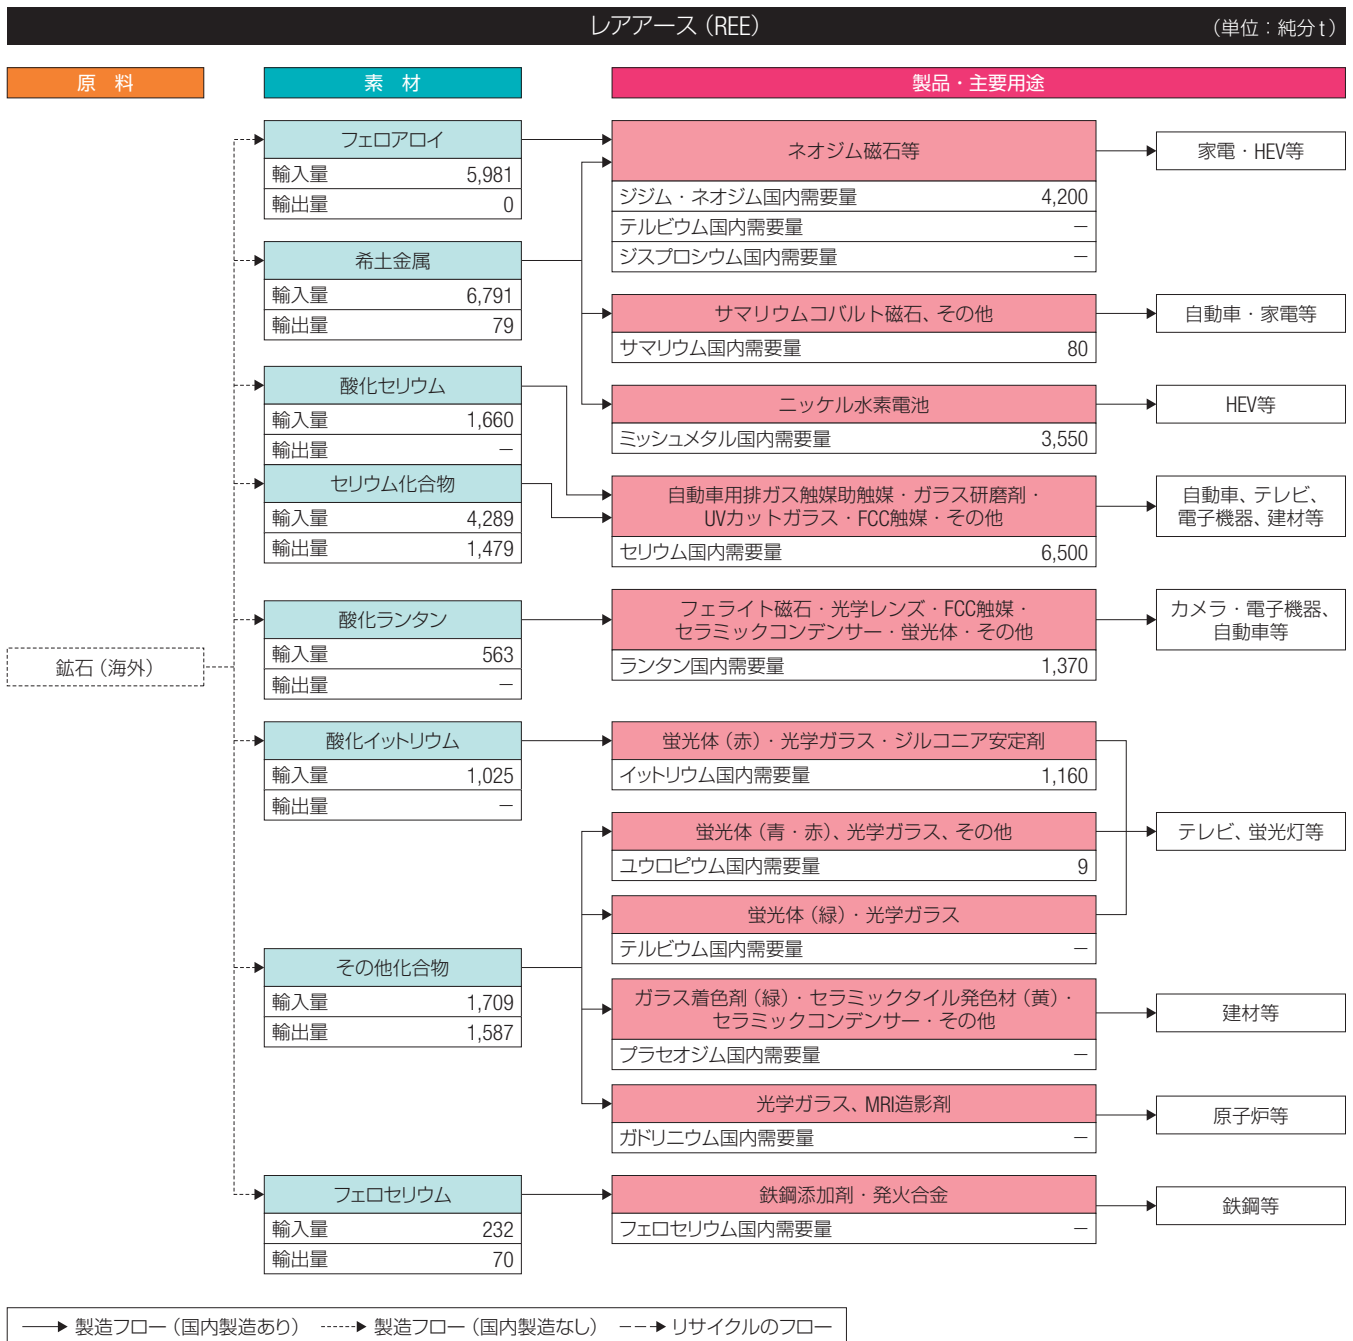 レアアース（REE）
（単位：純分t）
原　料
素　材
製品・主要用途
鉱石（海外）
フェロアロイ
輸入量 5,981
輸出量 0
希土金属
輸入量 6,791
輸出量 79
酸化セリウム
輸入量 1,660
輸出量 −
セリウム化合物
輸入量 4,289
輸出量 1,479
酸化ランタン
輸入量 563
輸出量 −
酸化イットリウム
輸入量 1,025
輸出量 −
その他化合物
輸入量 1,709
輸出量 1,587
フェロセリウム
輸入量 232
輸出量 70
ネオジム磁石等
ジジム・ネオジム国内需要量 4,200
テルビウム国内需要量 −
ジスプロシウム国内需要量 −
家電・HEV等
サマリウムコバルト磁石、その他
サマリウム国内需要量 80
自動車・家電等
ニッケル水素電池
ミッシュメタル国内需要量 3,550
HEV等
自動車用排ガス触媒助触媒・ガラス研磨剤・
UVカットガラス・FCC触媒・その他
セリウム国内需要量 6,500
自動車、テレビ、
電子機器、建材等
フェライト磁石・光学レンズ・FCC触媒・
セラミックコンデンサー・蛍光体・その他
ランタン国内需要量 1,370
カメラ・電子機器、
自動車等
蛍光体（赤）・光学ガラス・ジルコニア安定剤
イットリウム国内需要量 1,160
蛍光体（青・赤）、光学ガラス、その他
ユウロピウム国内需要量 9
テレビ、蛍光灯等
蛍光体（緑）・光学ガラス
テルビウム国内需要量 −
ガラス着色剤（緑）・セラミックタイル発色材（黄）・
セラミックコンデンサー・その他
プラセオジム国内需要量 −
建材等
光学ガラス、MRI造影剤
ガドリニウム国内需要量 −
原子炉等
鉄鋼添加剤・発火合金
フェロセリウム国内需要量 −
鉄鋼等
製造フロー（国内製造あり） 製造フロー（国内製造なし） リサイクルのフロー